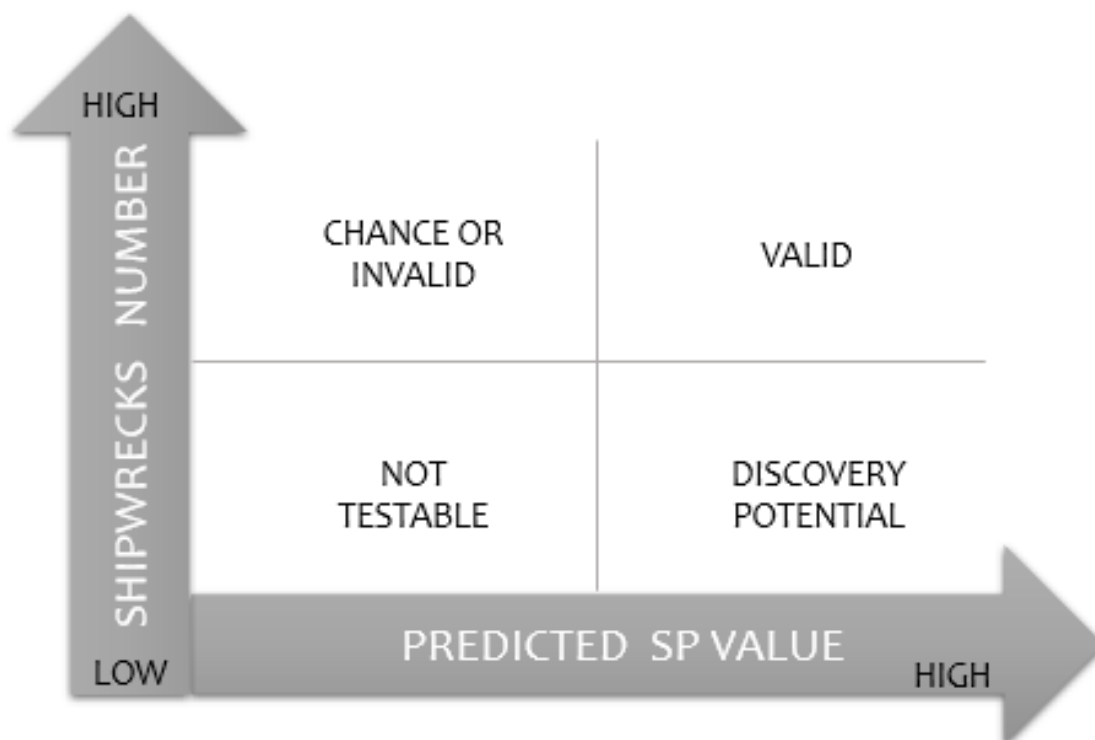 HIGH
SHIPWRECKS NUMBER
CHANCE OR
INVALID
VALID
NOT
TESTABLE
DISCOVERY
POTENTIAL
LOW
PREDICTED SP VALUE
HIGH